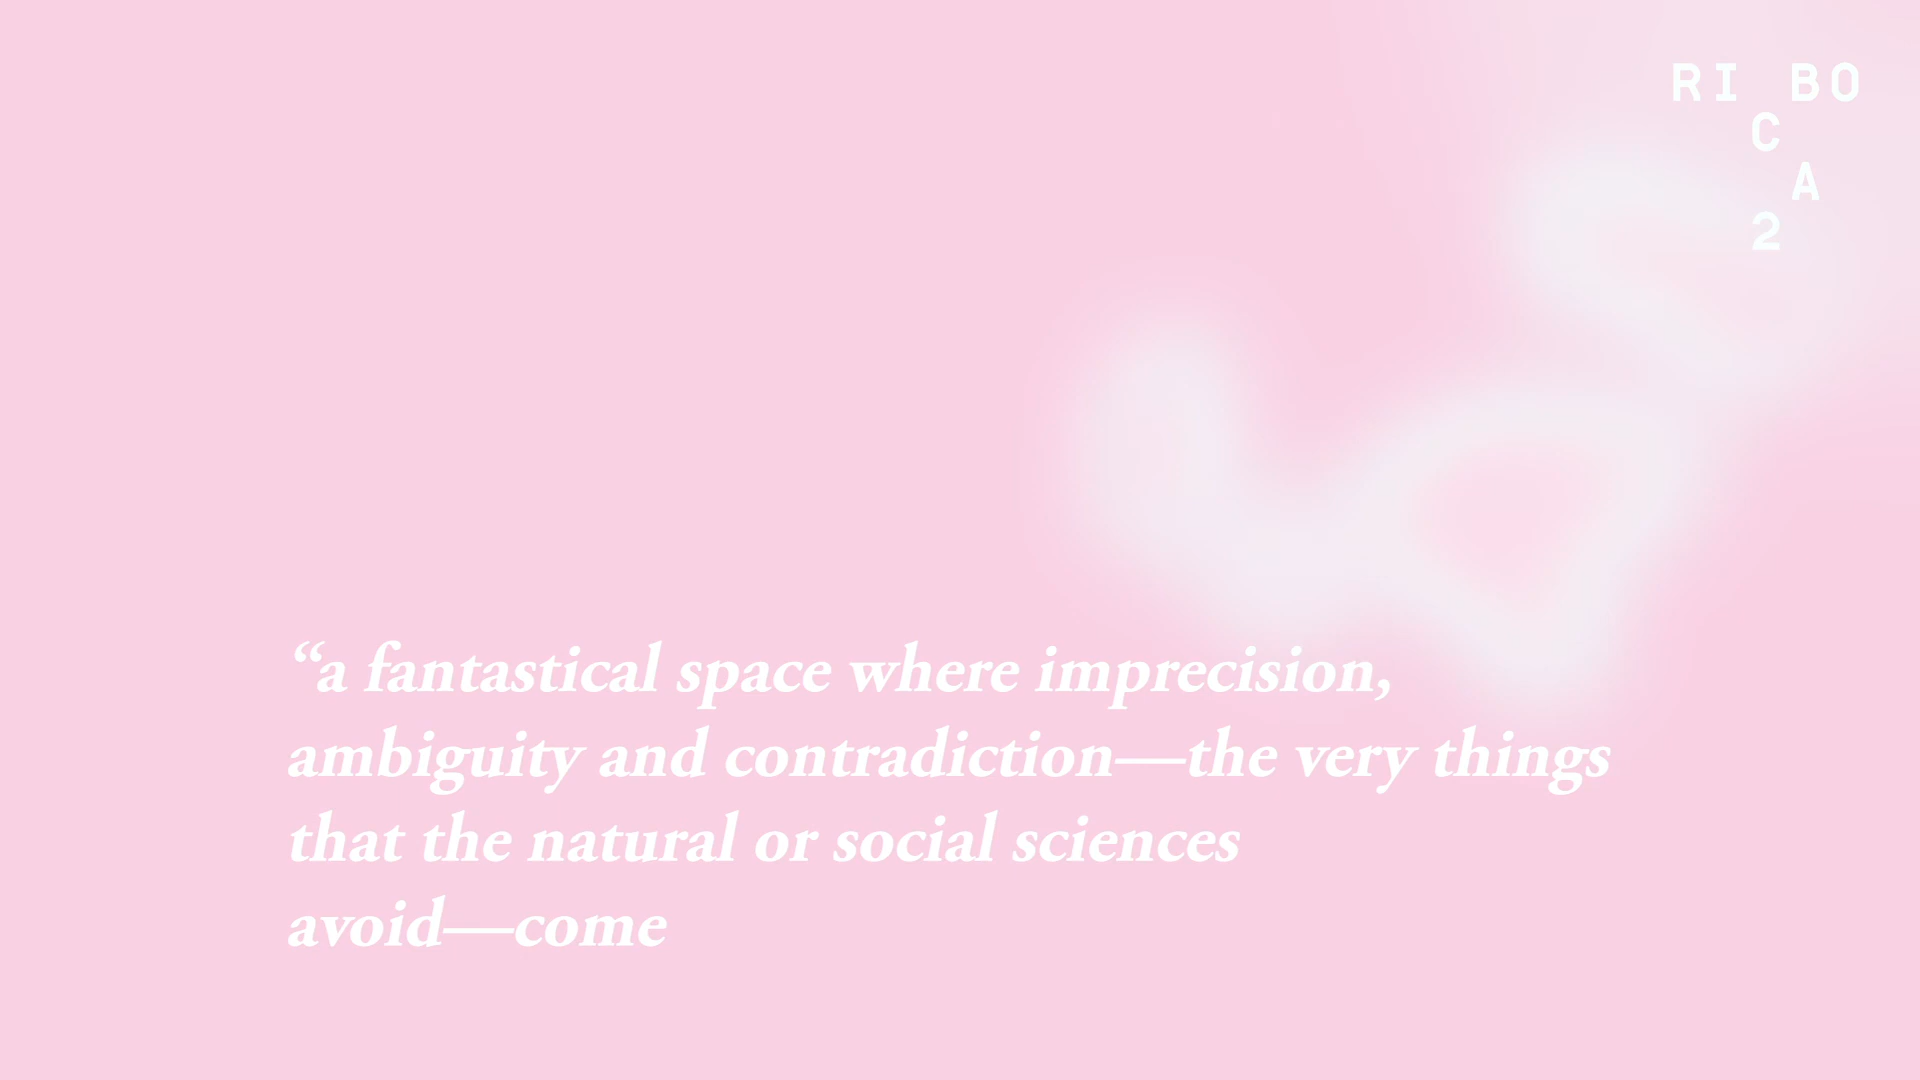 RI BO
C
A
2
“a fantastical space where imprecision,
ambiguity and contradiction—the very things
that the natural or social sciences
avoid—come